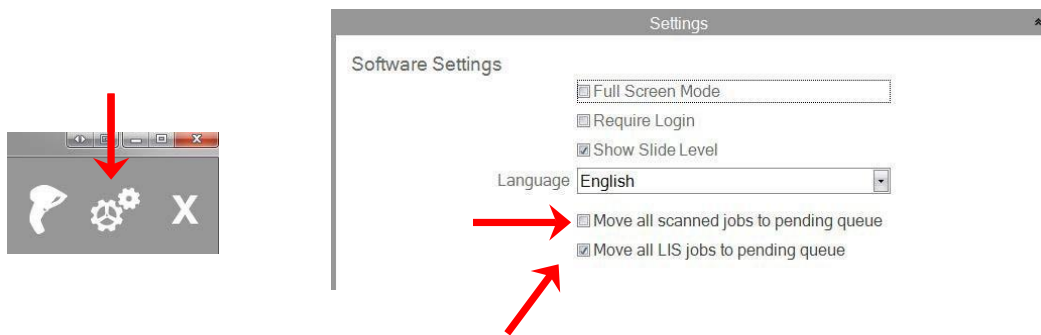 Settings
Software Settings
Full Screen Mode
Require Login
Show Slide Level
Language English
Move all scanned jobs to pending queue
Move all LIS jobs to pending queue
X